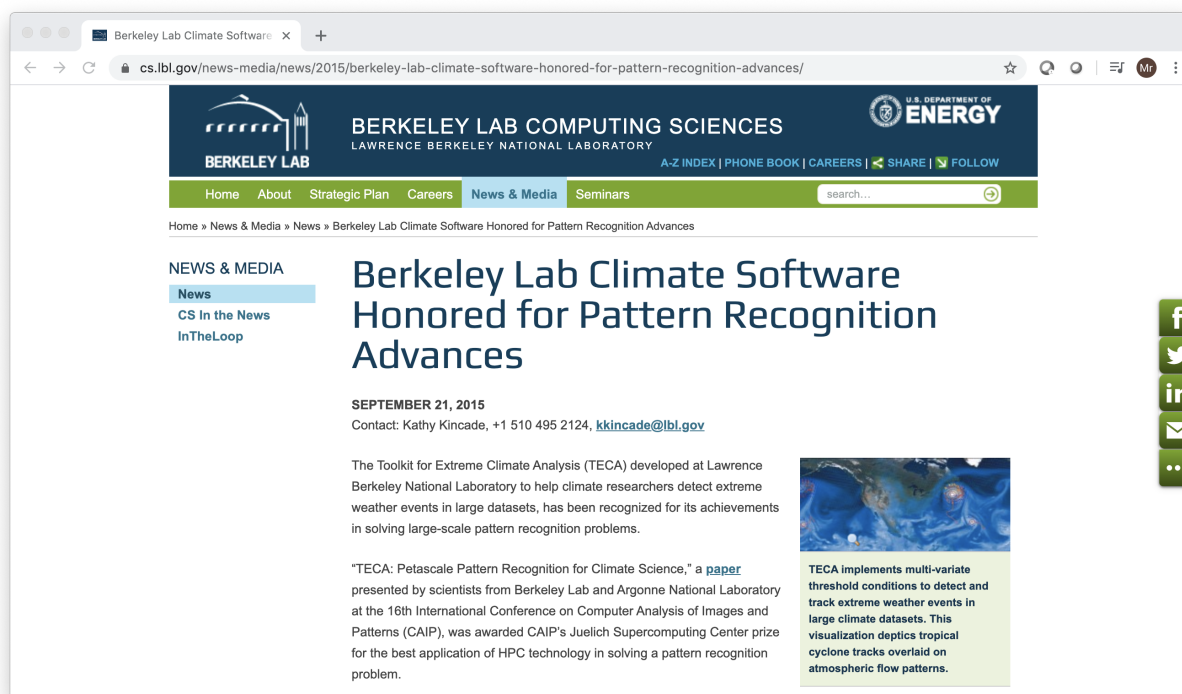 Berkeley Lab Climate Software
cs.lbl.gov/news-media/news/2015/berkeley-lab-climate-software-honored-for-pattern-recognition-advances/
Mr
BERKELEY LAB
BERKELEY LAB COMPUTING SCIENCES
LAWRENCE BERKELEY NATIONAL LABORATORY
U.S. DEPARTMENT OF
ENERGY
A-Z INDEX | PHONE BOOK | CAREERS | SHARE | FOLLOW
Home About Strategic Plan Careers News & Media Seminars search...
Home » News & Media » News » Berkeley Lab Climate Software Honored for Pattern Recognition Advances
NEWS & MEDIA
News
CS In the News
InTheLoop
Berkeley Lab Climate Software
Honored for Pattern Recognition
Advances
SEPTEMBER 21, 2015
Contact: Kathy Kincade, +1 510 495 2124, kkincade@lbl.gov
The Toolkit for Extreme Climate Analysis (TECA) developed at Lawrence
Berkeley National Laboratory to help climate researchers detect extreme
weather events in large datasets, has been recognized for its achievements
in solving large-scale pattern recognition problems.
“TECA: Petascale Pattern Recognition for Climate Science,” a paper
presented by scientists from Berkeley Lab and Argonne National Laboratory
at the 16th International Conference on Computer Analysis of Images and
Patterns (CAIP), was awarded CAIP's Juelich Supercomputing Center prize
for the best application of HPC technology in solving a pattern recognition
problem.
TECA implements multi-variate
threshold conditions to detect and
track extreme weather events in
large climate datasets. This
visualization deptics tropical
cyclone tracks overlaid on
atmospheric flow patterns.
f
in